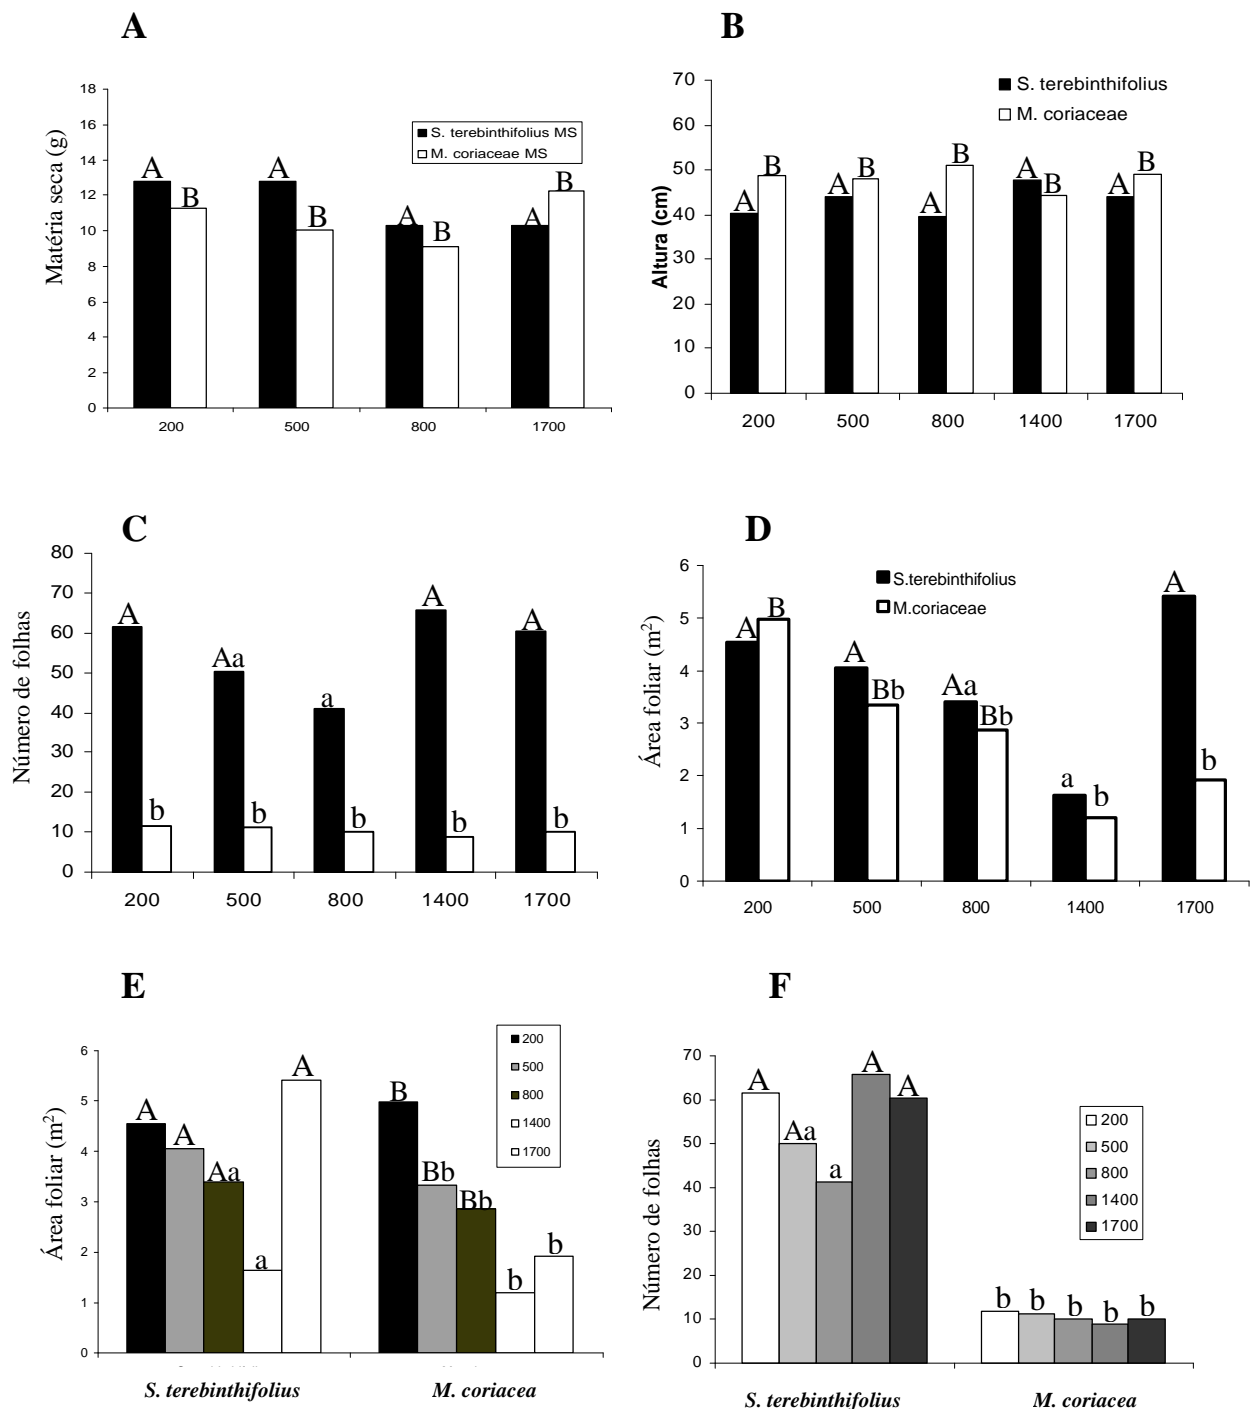 A
Matéria seca (g)
18
16
14
12
10
8
6
4
2
0
S. terebinthifolius MS
M. coriaceae MS
A
B
A
B
A
B
A
B
200
500
800
1700
B
Altura (cm)
70
60
50
40
30
20
10
0
S. terebinthifolius
M. coriaceae
A
B
A
B
A
B
A
B
A
B
200
500
800
1400
1700
C
Número de folhas
80
70
60
50
40
30
20
10
0
A
b
Aa
b
a
b
A
b
A
b
200
500
800
1400
1700
D
Área foliar (m²)
6
5
4
3
2
1
0
S.terebinthifolius
M.coriaceae
A
B
A
Bb
Aa
Bb
a
b
A
b
200
500
800
1400
1700
E
Área foliar (m²)
6
5
4
3
2
1
0
200
500
800
1400
1700
A
A
Aa
a
A
B
Bb
Bb
b
b
S. terebinthifolius
M. coriacea
F
Número de folhas
70
60
50
40
30
20
10
0
200
500
800
1400
1700
A
Aa
a
A
A
b
b
b
b
b
S. terebinthifolius
M. coriacea